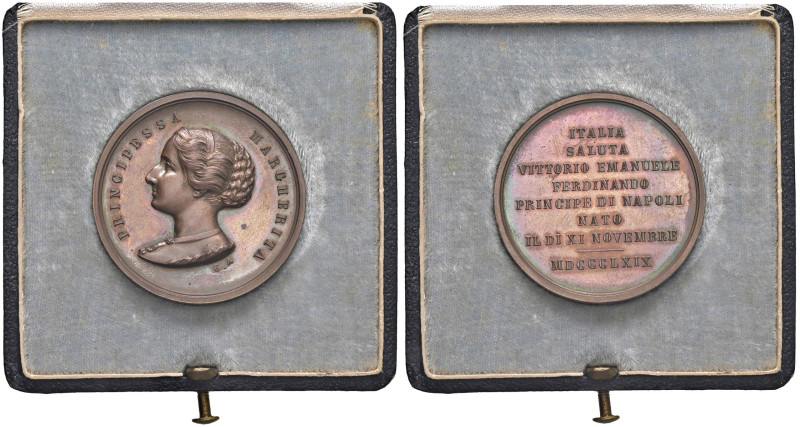 PRINCIPESSA MARGHERITA
ITALIA
SALUTA
VITTORIO EMANUELE
FERDINANDO
PRINCIPE DI NAPOLI
NATO
IL DÌ XI NOVEMBRE
MDCCCLXIX